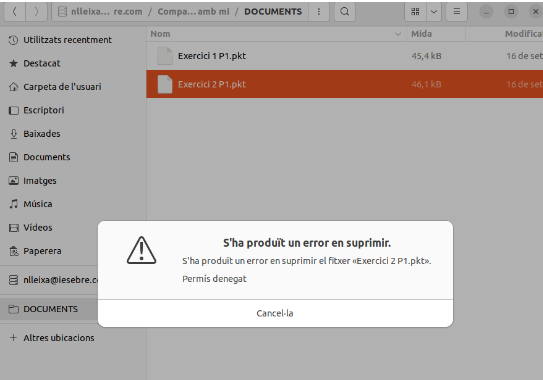 nlleixa… re.com / Compa… amb mi / DOCUMENTS
Nom Mida Modifica
Utilitzats recentment
Exercici 1 P1.pkt 45,4 kB 16 de set
Destacat
Exercici 2 P1.pkt 46,1 kB 16 de set
Carpeta de l'usuari
Escriptori
Baixades
Documents
Imatges
Música
Vídeos
Paperera
S'ha produït un error en suprimir.
S'ha produït un error en suprimir el fitxer «Exercici 2 P1.pkt».
Permís denegat
Cancel·la
nlleixa@iesebre.co
DOCUMENTS
+ Altres ubicacions